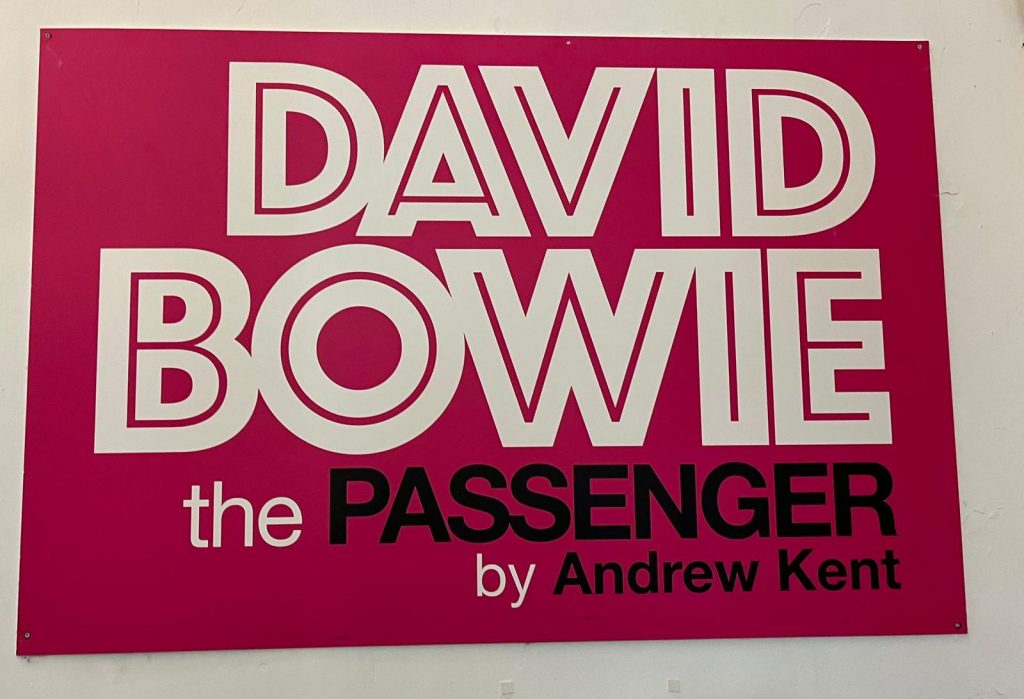 DAVID
BOWIE
the PASSENGER
by Andrew Kent